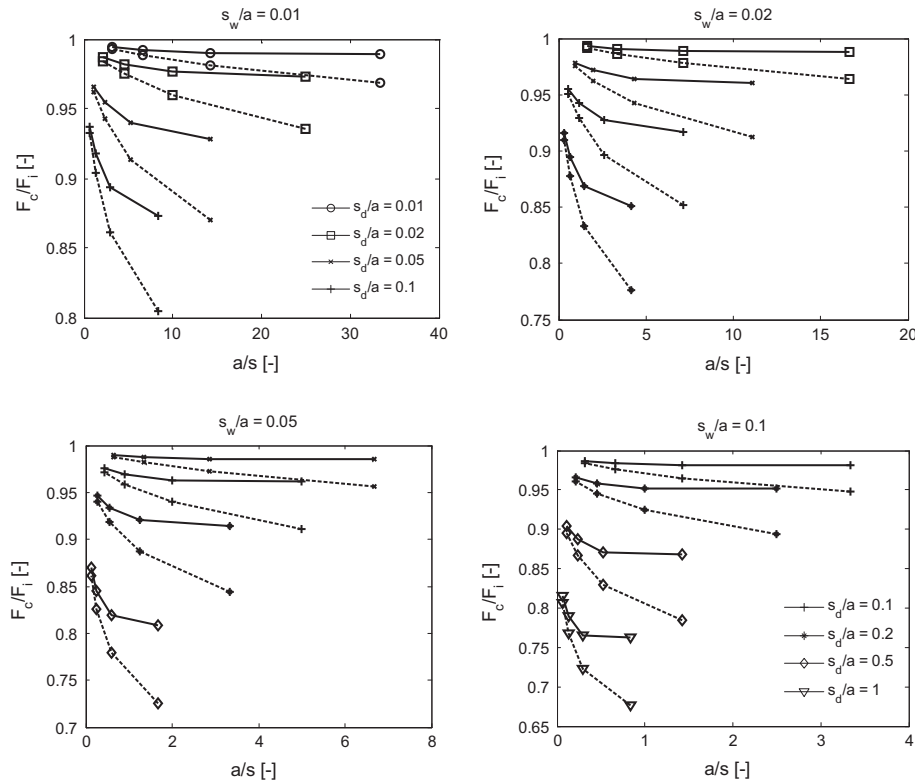 s_w/a = 0.01
1
0.95
0.9
0.85
0.8
F_c/F_i [-]
s_d/a = 0.01
s_d/a = 0.02
s_d/a = 0.05
s_d/a = 0.1
0 10 20 30 40
a/s [-]
s_w/a = 0.02
1
0.95
0.9
0.85
0.8
0.75
F_c/F_i [-]
0 5 10 15 20
a/s [-]
s_w/a = 0.05
1
0.95
0.9
0.85
0.8
0.75
0.7
F_c/F_i [-]
0 2 4 6 8
a/s [-]
s_w/a = 0.1
1
0.95
0.9
0.85
0.8
0.75
0.7
0.65
F_c/F_i [-]
s_d/a = 0.1
s_d/a = 0.2
s_d/a = 0.5
s_d/a = 1
0 1 2 3 4
a/s [-]